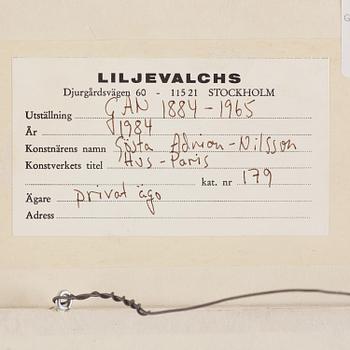 LILJEVALCHS
Djurgårdsvägen 60 - 115 21 STOCKHOLM
Utställning GAN 1884-1965
År 1984
Konstnärens namn Gösta Adrian-Nilsson
Konstverkets titel Hus-Paris
kat. nr 179
Ägare privat ägo
Adress